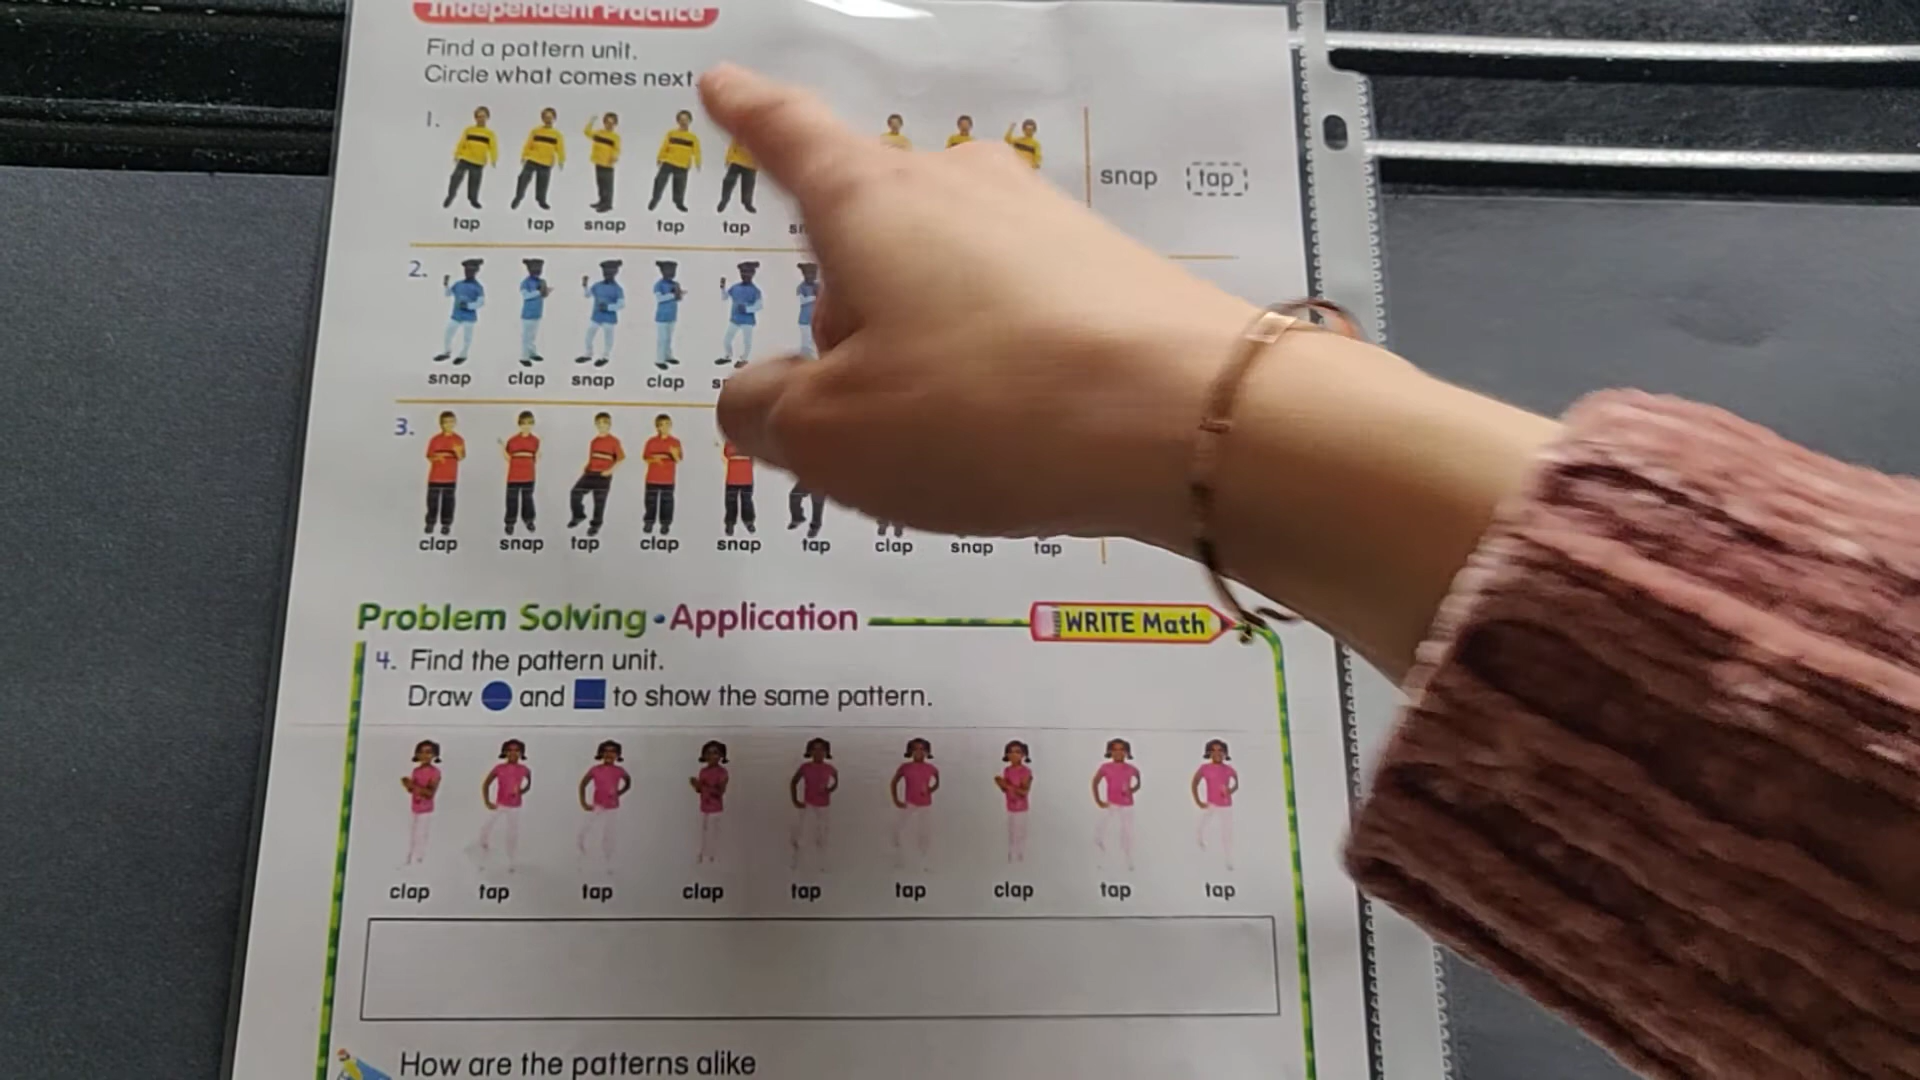 Independent Practice
Find a pattern unit.
Circle what comes next.
1.
snap tap
tap tap snap tap tap
2.
snap clap snap clap
3.
clap snap tap clap snap tap clap snap tap
Problem Solving • Application WRITE Math
4. Find the pattern unit.
Draw and to show the same pattern.
clap tap tap clap tap tap clap tap tap
How are the patterns alike